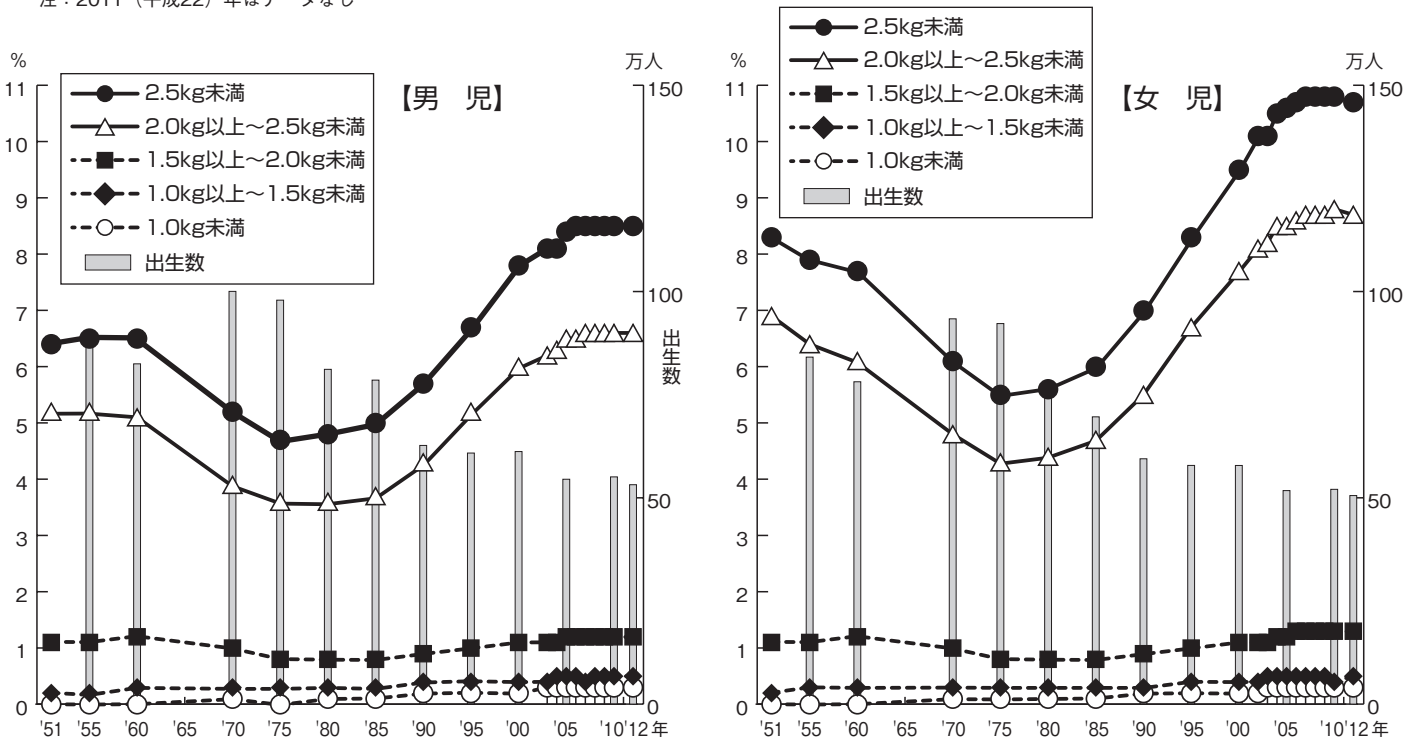 注：2011（平成22）年はデータなし
%
万人
【男　児】
2.5kg未満
2.0kg以上～2.5kg未満
1.5kg以上～2.0kg未満
1.0kg以上～1.5kg未満
1.0kg未満
出生数
11
10
9
8
7
6
5
4
3
2
1
0
150
100
50
0
出生数
'51 '55 '60 '65 '70 '75 '80 '85 '90 '95 '00 '05 '10 '12 年
%
万人
【女　児】
2.5kg未満
2.0kg以上～2.5kg未満
1.5kg以上～2.0kg未満
1.0kg以上～1.5kg未満
1.0kg未満
出生数
11
10
9
8
7
6
5
4
3
2
1
0
150
100
50
0
'51 '55 '60 '65 '70 '75 '80 '85 '90 '95 '00 '05 '10 '12 年